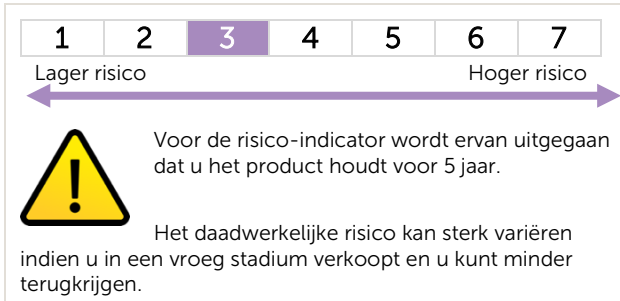 1 2 3 4 5 6 7
Lager risico Hoger risico
Voor de risico-indicator wordt ervan uitgegaan
dat u het product houdt voor 5 jaar.
Het daadwerkelijke risico kan sterk variëren
indien u in een vroeg stadium verkoopt en u kunt minder
terugkrijgen.